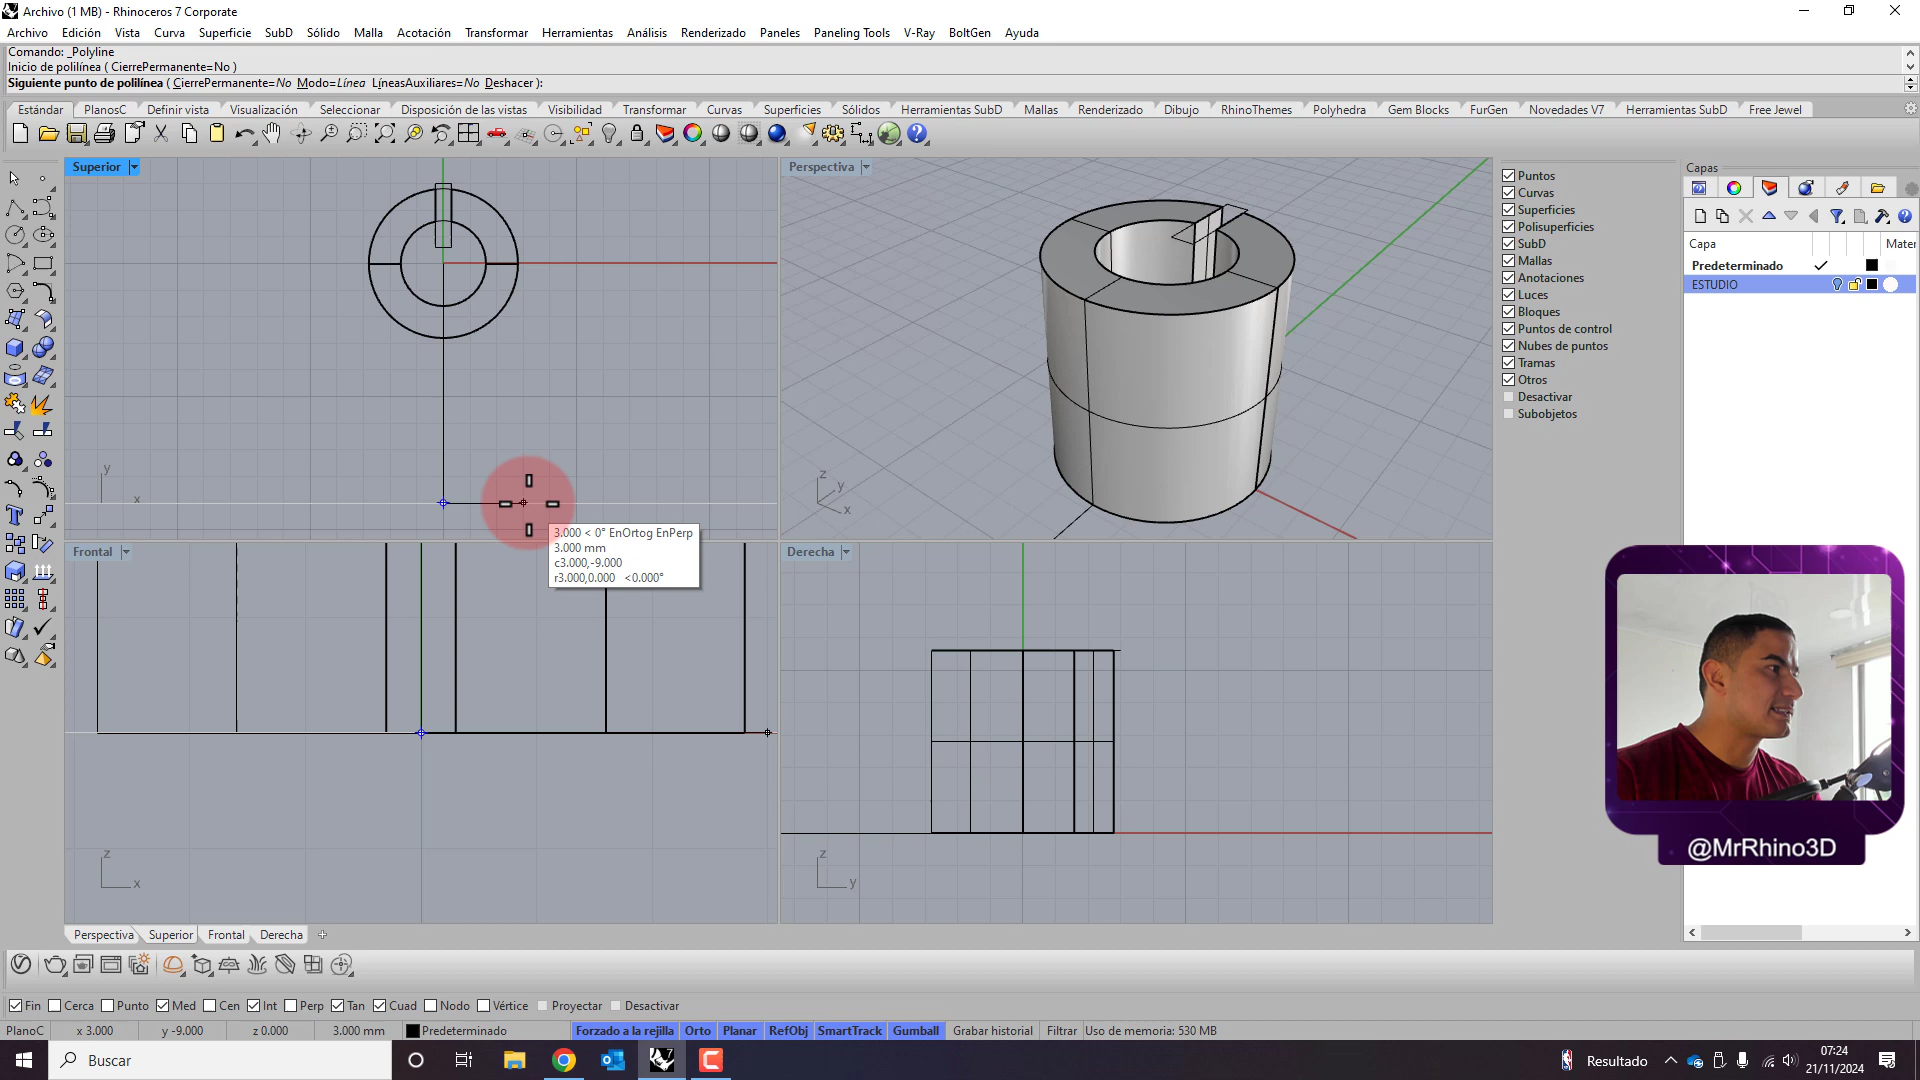 Archivo (1 MB) - Rhinoceros 7 Corporate
Archivo Edición Vista Curva Superficie SubD Sólido Malla Acotación Transformar Herramientas Análisis Renderizado Paneles Paneling Tools V-Ray BoltGen Ayuda
Comando: _Polyline
Inicio de polilínea ( CierrePermanente=No )
Siguiente punto de polilínea ( CierrePermanente=No Modo=Línea LíneasAuxiliares=No Deshacer ):
Estándar PlanosC Definir vista Visualización Seleccionar Disposición de las vistas Visibilidad Transformar Curvas Superficies Sólidos Herramientas SubD Mallas Renderizado Dibujo RhinoThemes Polyhedra Gem Blocks FurGen Novedades V7 Herramientas SubD Free Jewel
Superior
Perspectiva
Puntos
Curvas
Superficies
Polisuperficies
SubD
Mallas
Anotaciones
Luces
Bloques
Puntos de control
Nubes de puntos
Tramas
Otros
Desactivar
Subobjetos
Capas
Capa Mater
Predeterminado
ESTUDIO
y
x
z
y
x
3.000 < 0° EnOrtog EnPerp
3.000 mm
c3.000,-9.000
r3.000,0.000 <0.000°
Frontal
Derecha
z
x
z
y
@MrRhino3D
Perspectiva Superior Frontal Derecha
Fin Cerca Punto Med Cen Int Perp Tan Cuad Nodo Vértice Proyectar Desactivar
PlanoC x 3.000 y -9.000 z 0.000 3.000 mm Predeterminado Forzado a la rejilla Orto Planar RefObj SmartTrack Gumball Grabar historial Filtrar Uso de memoria: 530 MB
Buscar
Resultado
07:24
21/11/2024